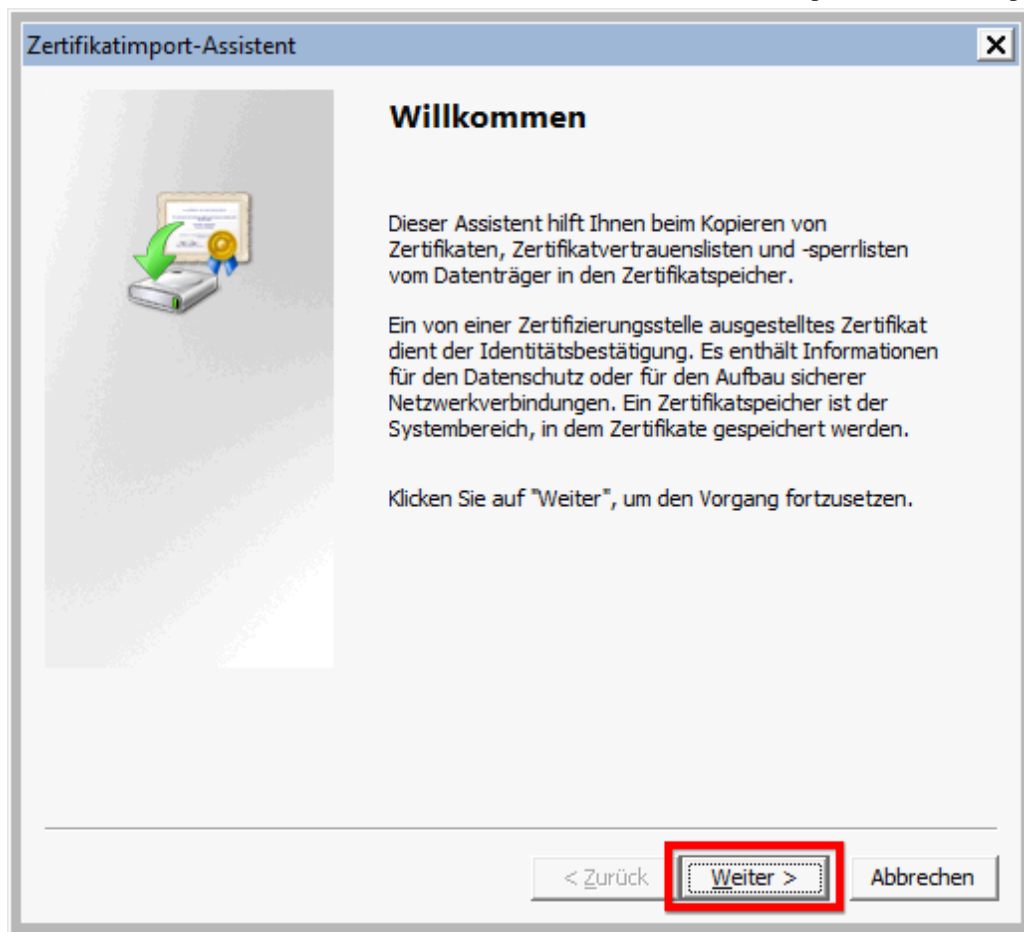 Zertifikatimport-Assistent
Willkommen
Dieser Assistent hilft Ihnen beim Kopieren von
Zertifikaten, Zertifikatvertrauenslisten und -sperrlisten
vom Datenträger in den Zertifikatspeicher.
Ein von einer Zertifizierungsstelle ausgestelltes Zertifikat
dient der Identitätsbestätigung. Es enthält Informationen
für den Datenschutz oder für den Aufbau sicherer
Netzwerkverbindungen. Ein Zertifikatspeicher ist der
Systembereich, in dem Zertifikate gespeichert werden.
Klicken Sie auf "Weiter", um den Vorgang fortzusetzen.
< Zurück Weiter > Abbrechen